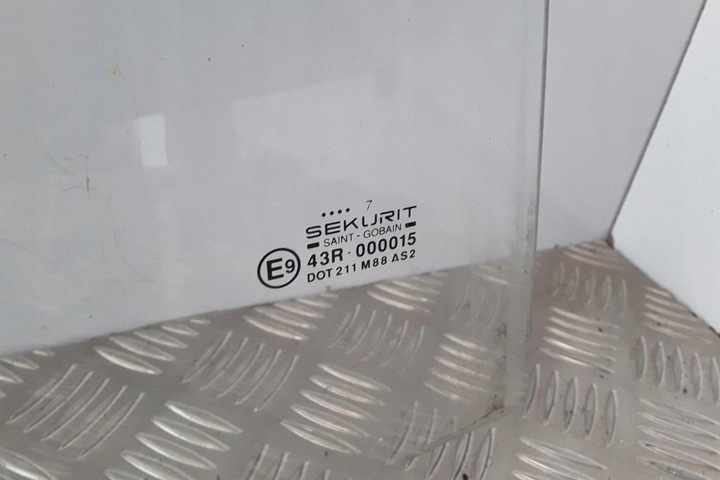 .... 7
SEKURIT
SAINT - GOBAIN
E9 43R - 000015
DOT 211 M88 AS2